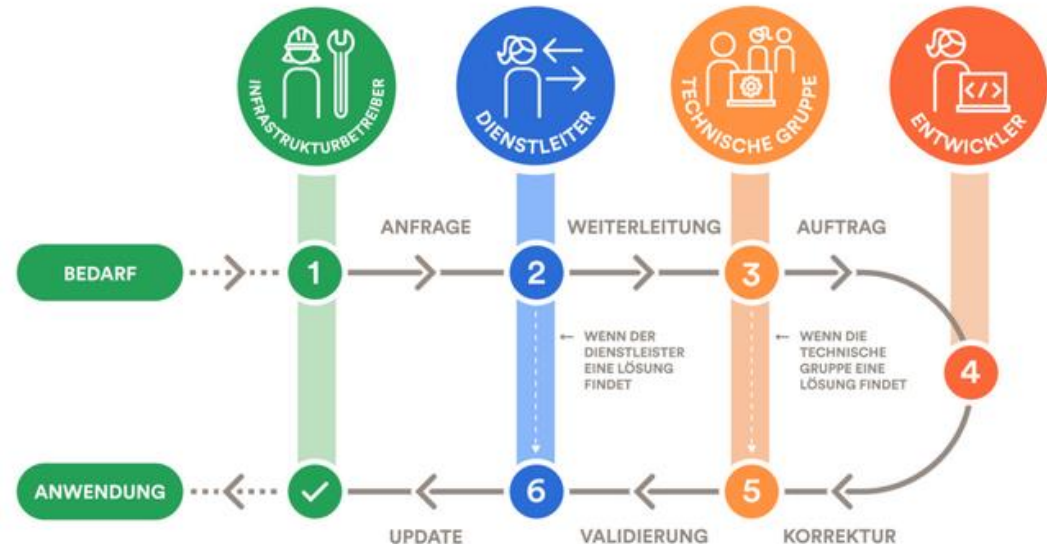 INFRASTRUKTURBETREIBER
DIENSTLEITER
TECHNISCHE GRUPPE
</>
ENTWICKLER
ANFRAGE
WEITERLEITUNG
AUFTRAG
BEDARF
1
2
3
← WENN DER
DIENSTLEISTER
EINE LÖSUNG
FINDET
← WENN DIE
TECHNISCHE
GRUPPE EINE
LÖSUNG FINDET
4
ANWENDUNG
6
5
UPDATE
VALIDIERUNG
KORREKTUR